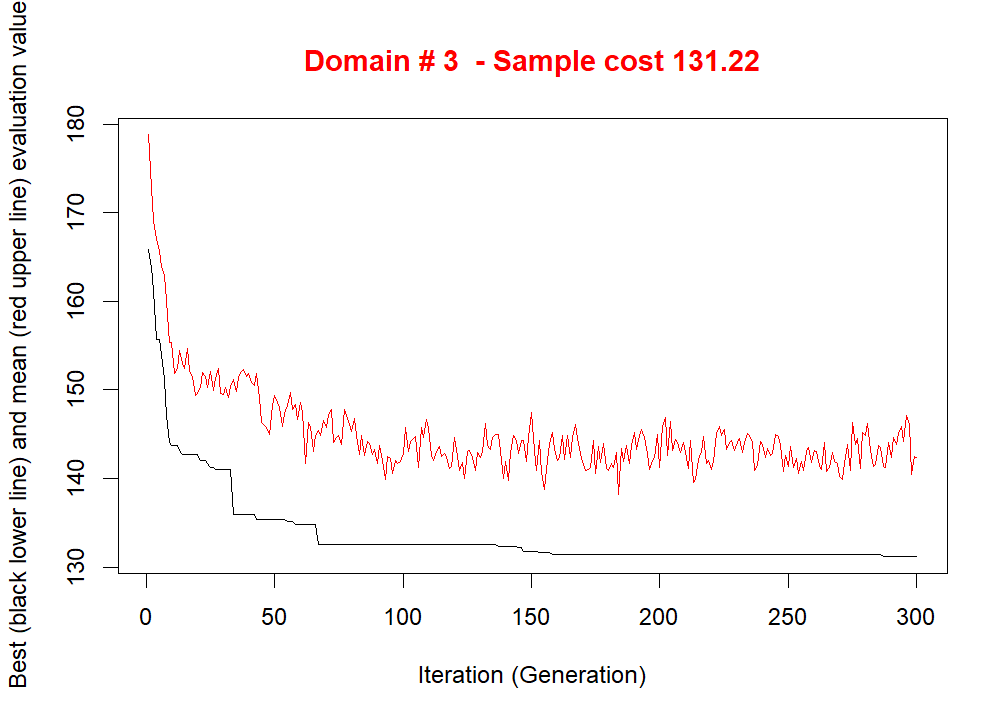 Domain # 3  - Sample cost 131.22
Best (black lower line) and mean (red upper line) evaluation value
180
170
160
150
140
130
0 50 100 150 200 250 300
Iteration (Generation)